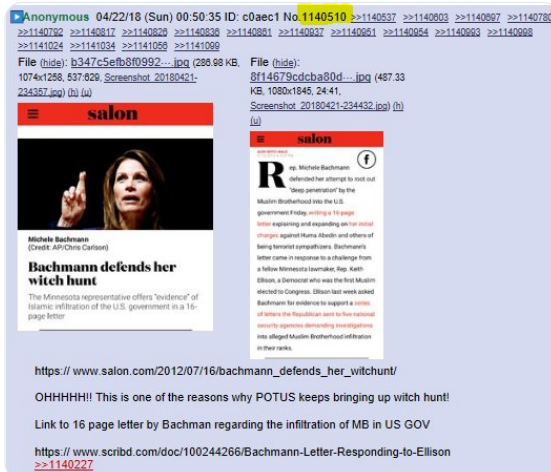 Anonymous 04/22/18 (Sun) 00:50:35 ID: c0aec1 No.1140510 >>1140537 >>1140603 >>1140697 >>1140780
>>1140792 >>1140817 >>1140826 >>1140836 >>1140861 >>1140937 >>1140951 >>1140954 >>1140993 >>1140998
>>1141024 >>1141034 >>1141056 >>1141099
File (hide): b347c5efb8f0992⋯.jpg (286.98 KB,
1074x1258, 537:629, Screenshot_20180421-
234357.jpg) (h) (u)
salon
Michele Bachmann
(Credit: AP/Chris Carlson)
Bachmann defends her
witch hunt
The Minnesota representative offers "evidence" of
Islamic infiltration of the U.S. government in a 16-
page letter
File (hide):
8f14679cdcba80d⋯.jpg (487.33
KB, 1080x1845, 24:41,
Screenshot_20180421-234432.jpg) (h)
(u)
salon
Rep. Michele Bachmann
defended her attempt to root out
"deep penetration" by the
Muslim Brotherhood into the U.S.
government Friday, writing a 16 page
letter explaining and expanding on her initial
charges against Huma Abedin and others of
being terrorist sympathizers. Bachmann's
letter came in response to a challenge from
a fellow Minnesota lawmaker, Rep. Keith
Ellison, a Democrat who was the first Muslim
elected to Congress. Ellison last week asked
Bachmann for evidence to support a series
of letters the Republican sent to five national
security agencies demanding investigations
into alleged Muslim Brotherhood infiltration
in their ranks.
https:// www.salon.com/2012/07/16/bachmann_defends_her_witchunt/
OHHHHH!! This is one of the reasons why POTUS keeps bringing up witch hunt!
Link to 16 page letter by Bachman regarding the infiltration of MB in US GOV
https:// www.scribd.com/doc/100244266/Bachmann-Letter-Responding-to-Ellison
>>1140227